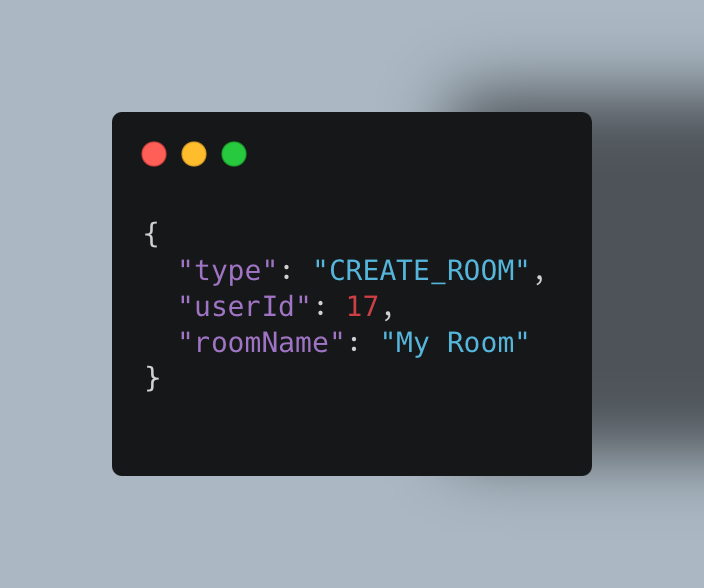 {
  "type": "CREATE_ROOM",
  "userId": 17,
  "roomName": "My Room"
}